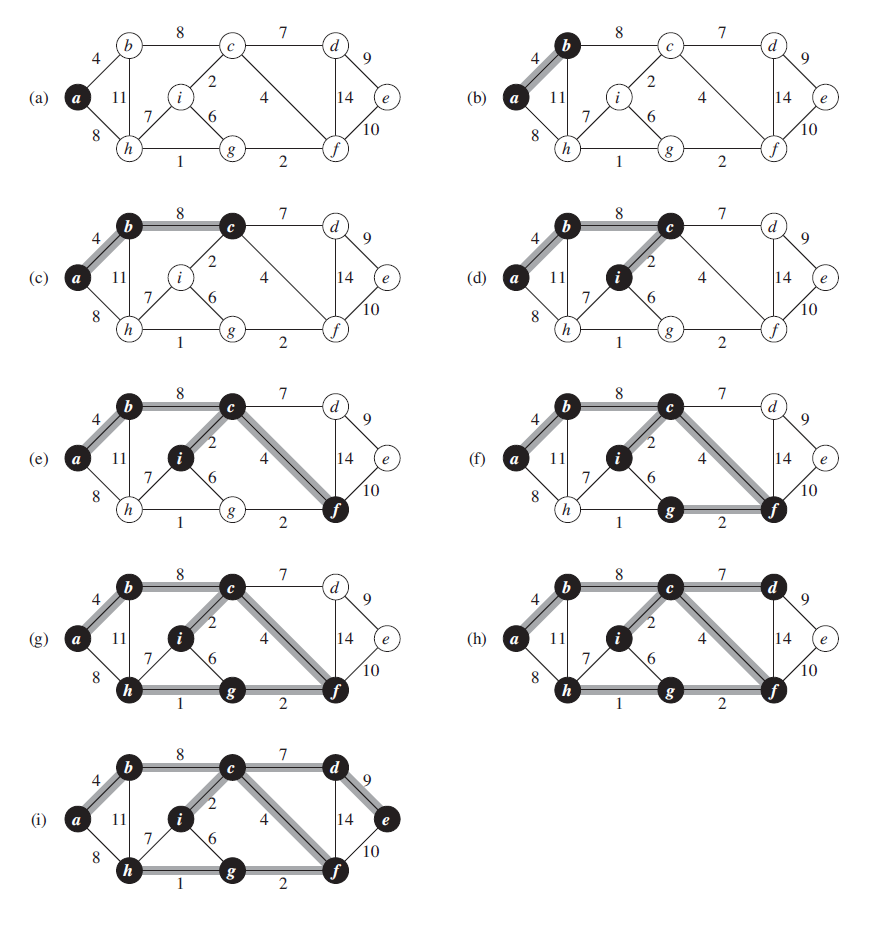 8 7 8 7
b c d b c d
4 9 4 9
2 2
(a) a 11 i 4 14 e (b) a 11 i 4 14 e
7 6 7 6
8 10 8 10
h g f h g f
1 2 1 2
8 7 8 7
b c d b c d
4 9 4 9
2 2
(c) a 11 i 4 14 e (d) a 11 i 4 14 e
7 6 7 6
8 10 8 10
h g f h g f
1 2 1 2
8 7 8 7
b c d b c d
4 9 4 9
2 2
(e) a 11 i 4 14 e (f) a 11 i 4 14 e
7 6 7 6
8 10 8 10
h g f h g f
1 2 1 2
8 7 8 7
b c d b c d
4 9 4 9
2 2
(g) a 11 i 4 14 e (h) a 11 i 4 14 e
7 6 7 6
8 10 8 10
h g f h g f
1 2 1 2
8 7
b c d
4 9
2
(i) a 11 i 4 14 e
7 6
8 10
h g f
1 2